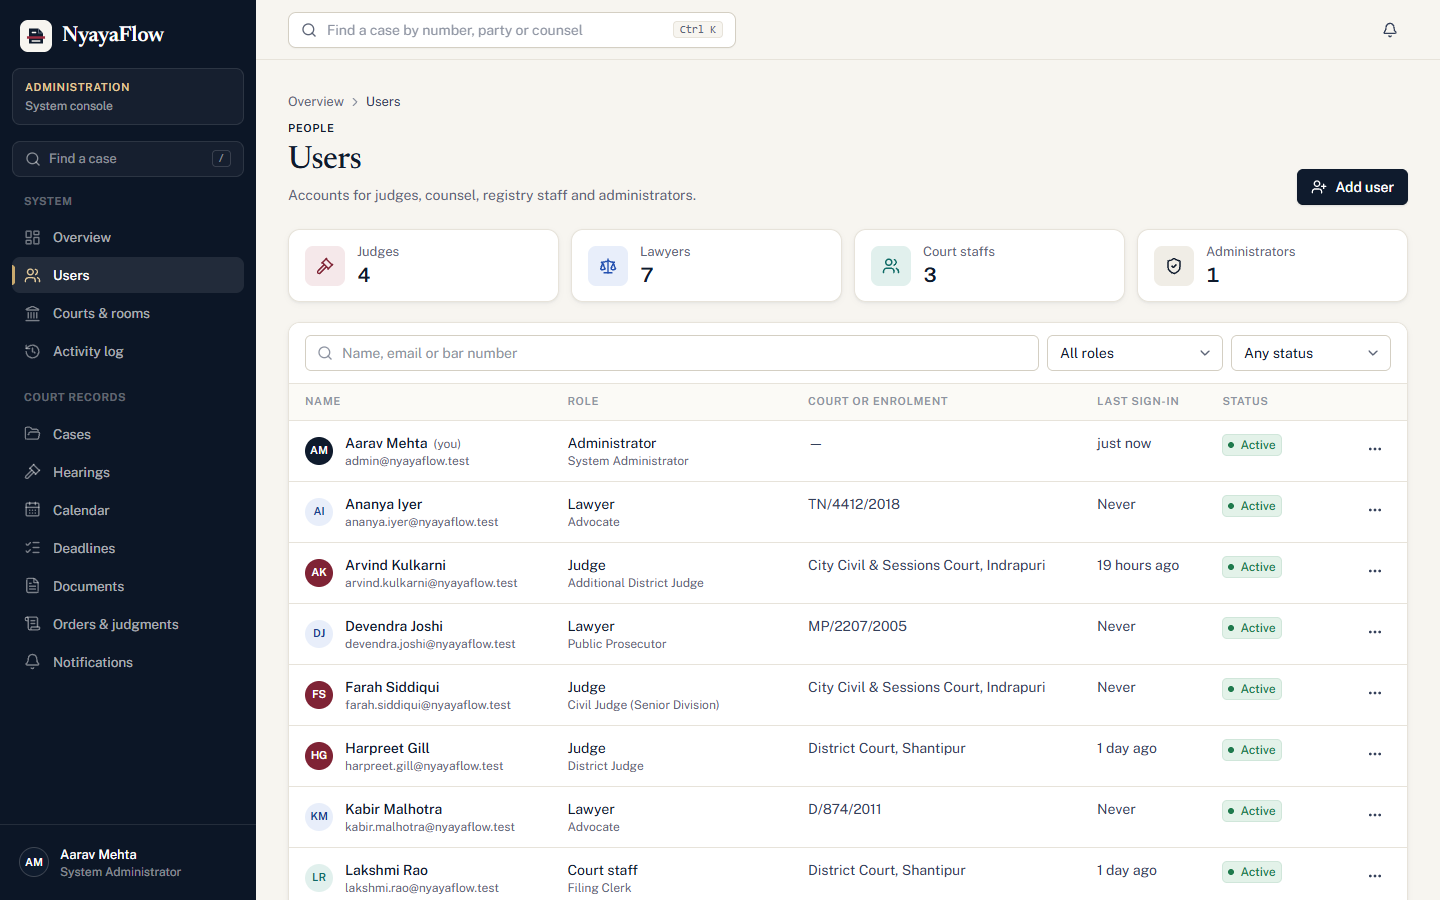 NyayaFlow
ADMINISTRATION
System console
Find a case /
SYSTEM
Overview
Users
Courts & rooms
Activity log
COURT RECORDS
Cases
Hearings
Calendar
Deadlines
Documents
Orders & judgments
Notifications
AM Aarav Mehta
System Administrator
Find a case by number, party or counsel Ctrl K
Overview > Users
PEOPLE
Users
Accounts for judges, counsel, registry staff and administrators.
Add user
Judges
4
Lawyers
7
Court staffs
3
Administrators
1
Name, email or bar number All roles Any status
NAME ROLE COURT OR ENROLMENT LAST SIGN-IN STATUS
AM Aarav Mehta (you) Administrator — just now Active
admin@nyayaflow.test System Administrator
AI Ananya Iyer Lawyer TN/4412/2018 Never Active
ananya.iyer@nyayaflow.test Advocate
AK Arvind Kulkarni Judge City Civil & Sessions Court, Indrapuri 19 hours ago Active
arvind.kulkarni@nyayaflow.test Additional District Judge
DJ Devendra Joshi Lawyer MP/2207/2005 Never Active
devendra.joshi@nyayaflow.test Public Prosecutor
FS Farah Siddiqui Judge City Civil & Sessions Court, Indrapuri Never Active
farah.siddiqui@nyayaflow.test Civil Judge (Senior Division)
HG Harpreet Gill Judge District Court, Shantipur 1 day ago Active
harpreet.gill@nyayaflow.test District Judge
KM Kabir Malhotra Lawyer D/874/2011 Never Active
kabir.malhotra@nyayaflow.test Advocate
LR Lakshmi Rao Court staff District Court, Shantipur 1 day ago Active
lakshmi.rao@nyayaflow.test Filing Clerk